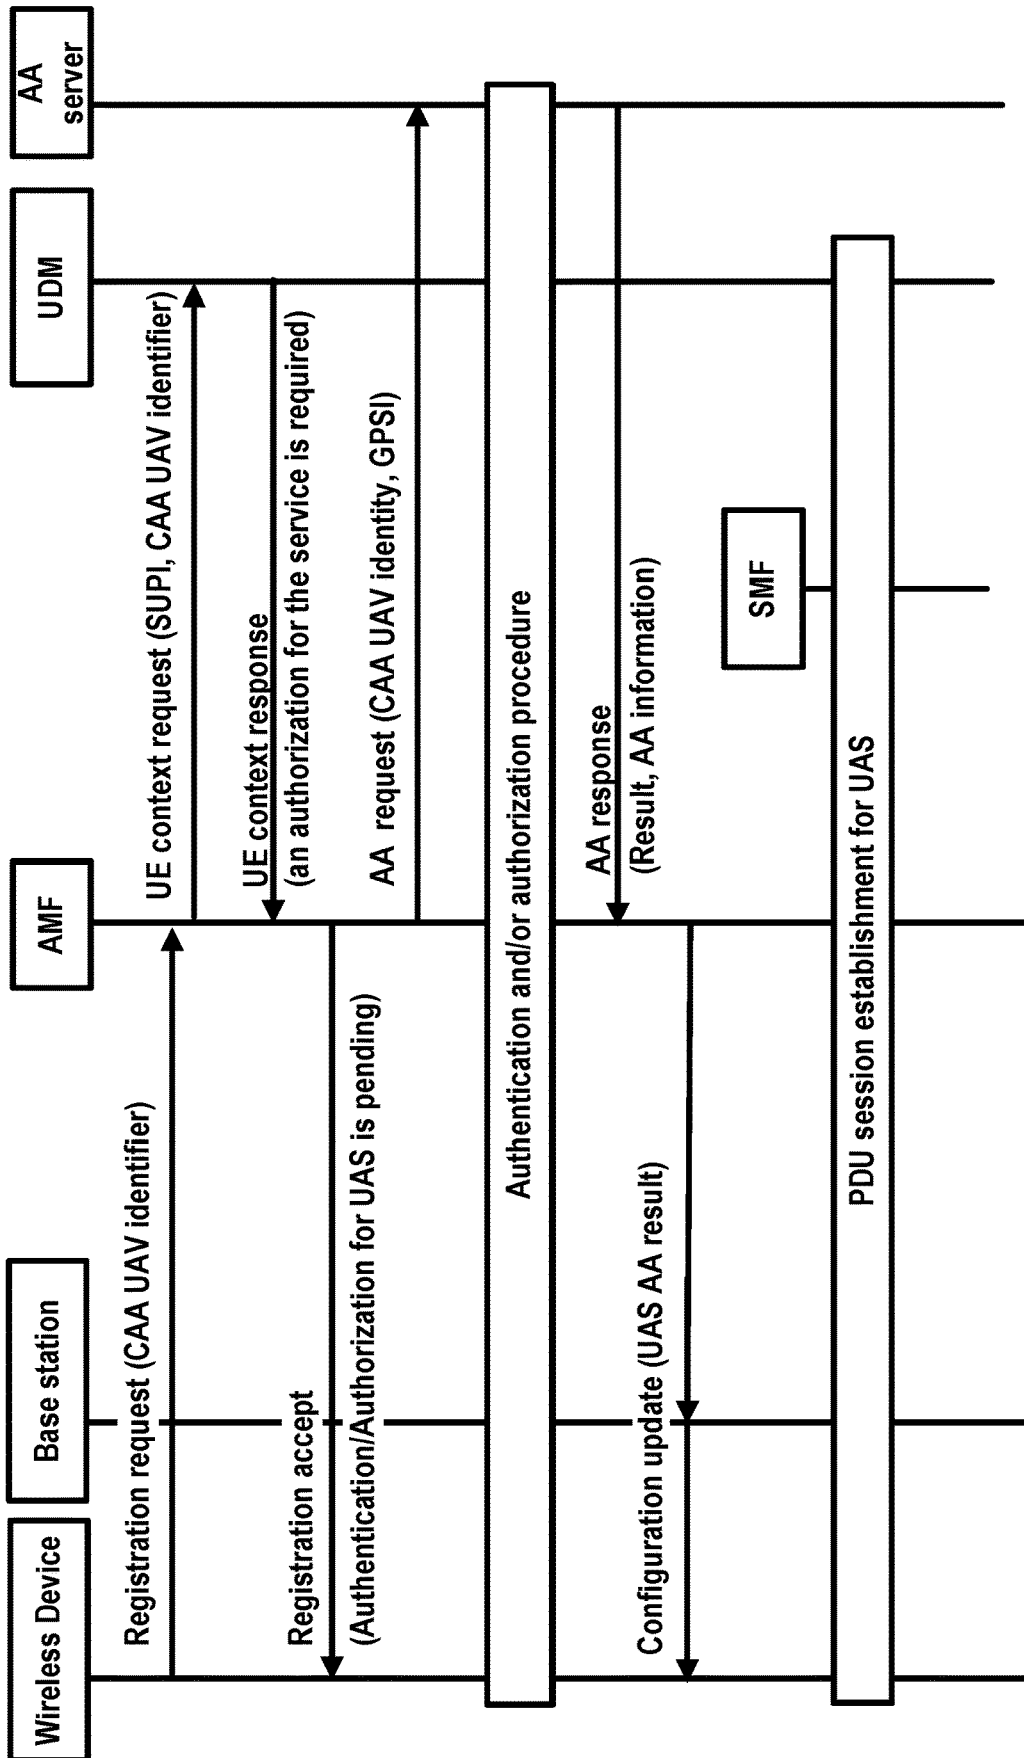 Wireless Device
Base station
AMF
UDM
AA
server
Registration request (CAA UAV identifier)
UE context request (SUPI, CAA UAV identifier)
UE context response
(an authorization for the service is required)
Registration accept
(Authentication/Authorization for UAS is pending)
AA request (CAA UAV identity, GPSI)
Authentication and/or authorization procedure
AA response
(Result, AA information)
Configuration update (UAS AA result)
SMF
PDU session establishment for UAS